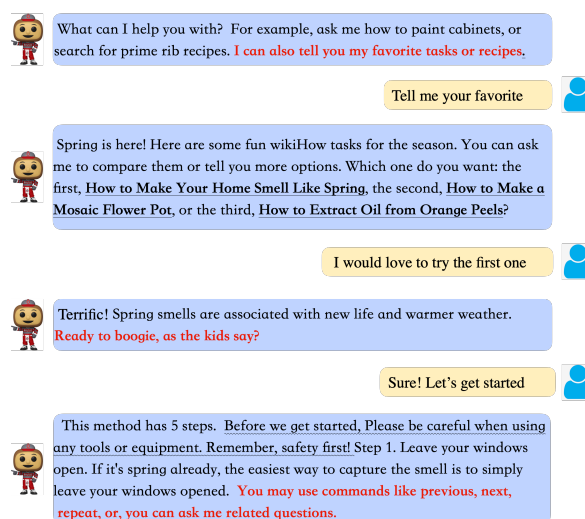 What can I help you with? For example, ask me how to paint cabinets, or
search for prime rib recipes. I can also tell you my favorite tasks or recipes.
Tell me your favorite
Spring is here! Here are some fun wikiHow tasks for the season. You can ask
me to compare them or tell you more options. Which one do you want: the
first, How to Make Your Home Smell Like Spring, the second, How to Make a
Mosaic Flower Pot, or the third, How to Extract Oil from Orange Peels?
I would love to try the first one
Terrific! Spring smells are associated with new life and warmer weather.
Ready to boogie, as the kids say?
Sure! Let's get started
This method has 5 steps. Before we get started, Please be careful when using
any tools or equipment. Remember, safety first! Step 1. Leave your windows
open. If it's spring already, the easiest way to capture the smell is to simply
leave your windows opened. You may use commands like previous, next,
repeat, or, you can ask me related questions.